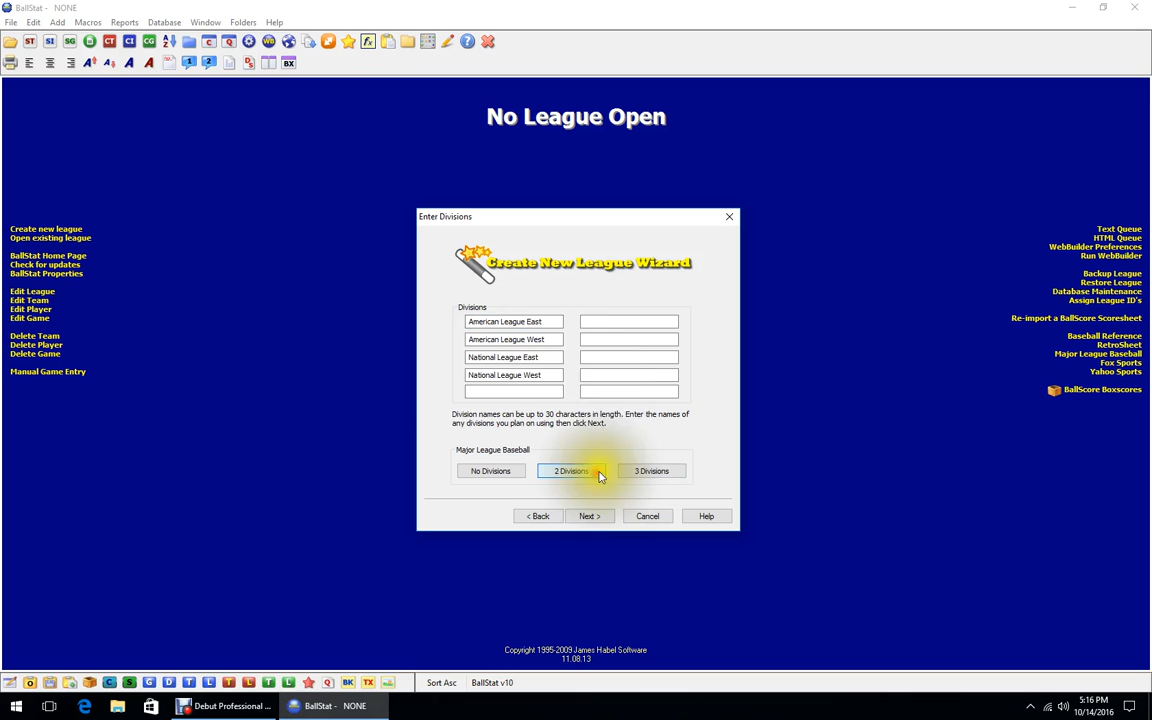 BallStat - NONE
File Edit Add Macros Reports Database Window Folders Help
No League Open
Create new league
Open existing league
BallStat Home Page
Check for updates
BallStat Properties
Edit League
Edit Team
Edit Player
Edit Game
Delete Team
Delete Player
Delete Game
Manual Game Entry
Enter Divisions
Create New League Wizard
Divisions
American League East
American League West
National League East
National League West
Division names can be up to 30 characters in length. Enter the names of
any divisions you plan on using then click Next.
Major League Baseball
No Divisions 2 Divisions 3 Divisions
< Back Next > Cancel Help
Text Queue
HTML Queue
WebBuilder Preferences
Run WebBuilder
Backup League
Restore League
Database Maintenance
Assign League ID's
Re-import a BallScore Scoresheet
Baseball Reference
RetroSheet
Major League Baseball
Fox Sports
Yahoo Sports
BallScore Boxscores
Copyright 1995-2009 James Habel Software
11.08.13
Sort Asc BallStat v10
Debut Professional ... BallStat - NONE
5:16 PM
10/14/2016